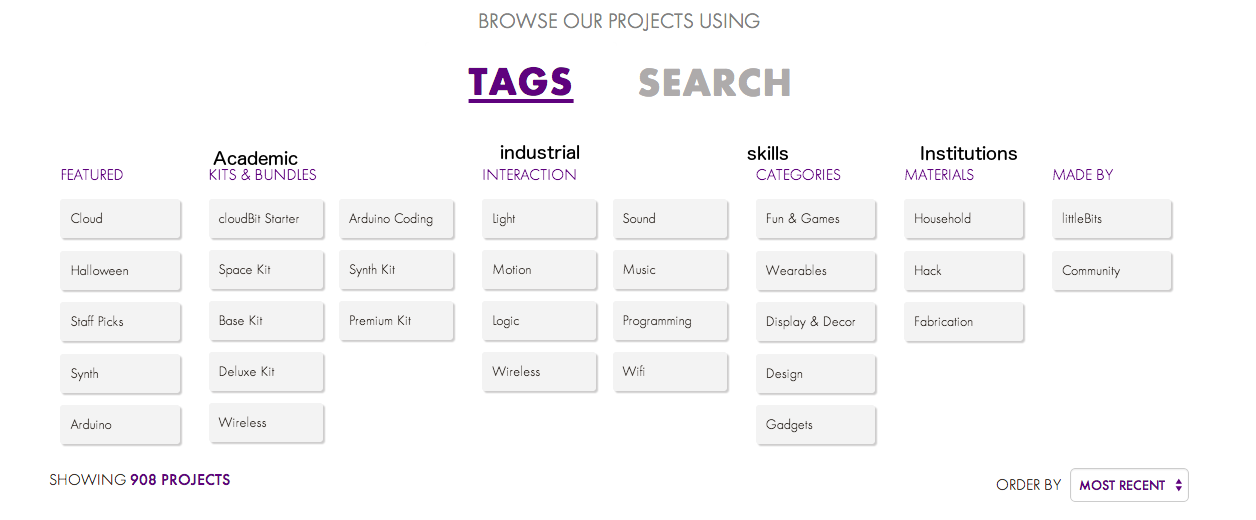 BROWSE OUR PROJECTS USING
TAGS SEARCH
Academic industrial skills Institutions
FEATURED KITS & BUNDLES INTERACTION CATEGORIES MATERIALS MADE BY
Cloud cloudBit Starter Arduino Coding Light Sound Fun & Games Household littleBits
Halloween Space Kit Synth Kit Motion Music Wearables Hack Community
Staff Picks Base Kit Premium Kit Logic Programming Display & Decor Fabrication
Synth Deluxe Kit Wireless Wifi Design
Arduino Wireless Gadgets
SHOWING 908 PROJECTS
ORDER BY MOST RECENT